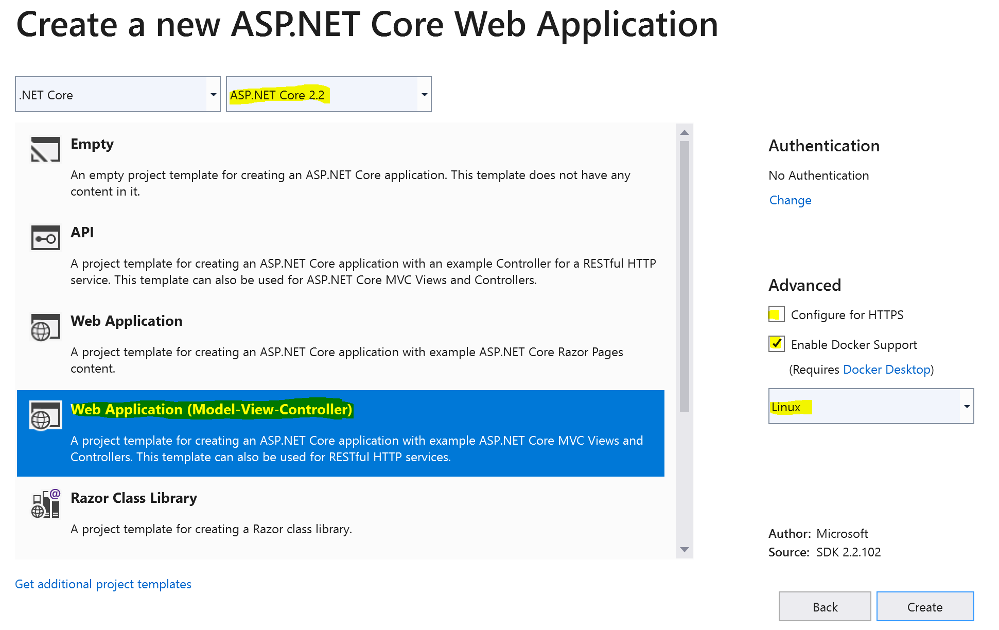 Create a new ASP.NET Core Web Application
.NET Core
ASP.NET Core 2.2
Empty
An empty project template for creating an ASP.NET Core application. This template does not have any
content in it.
API
A project template for creating an ASP.NET Core application with an example Controller for a RESTful HTTP
service. This template can also be used for ASP.NET Core MVC Views and Controllers.
Web Application
A project template for creating an ASP.NET Core application with example ASP.NET Core Razor Pages
content.
Web Application (Model-View-Controller)
A project template for creating an ASP.NET Core application with example ASP.NET Core MVC Views and
Controllers. This template can also be used for RESTful HTTP services.
Razor Class Library
A project template for creating a Razor class library.
Get additional project templates
Authentication
No Authentication
Change
Advanced
Configure for HTTPS
Enable Docker Support
(Requires Docker Desktop)
Linux
Author: Microsoft
Source: SDK 2.2.102
Back
Create